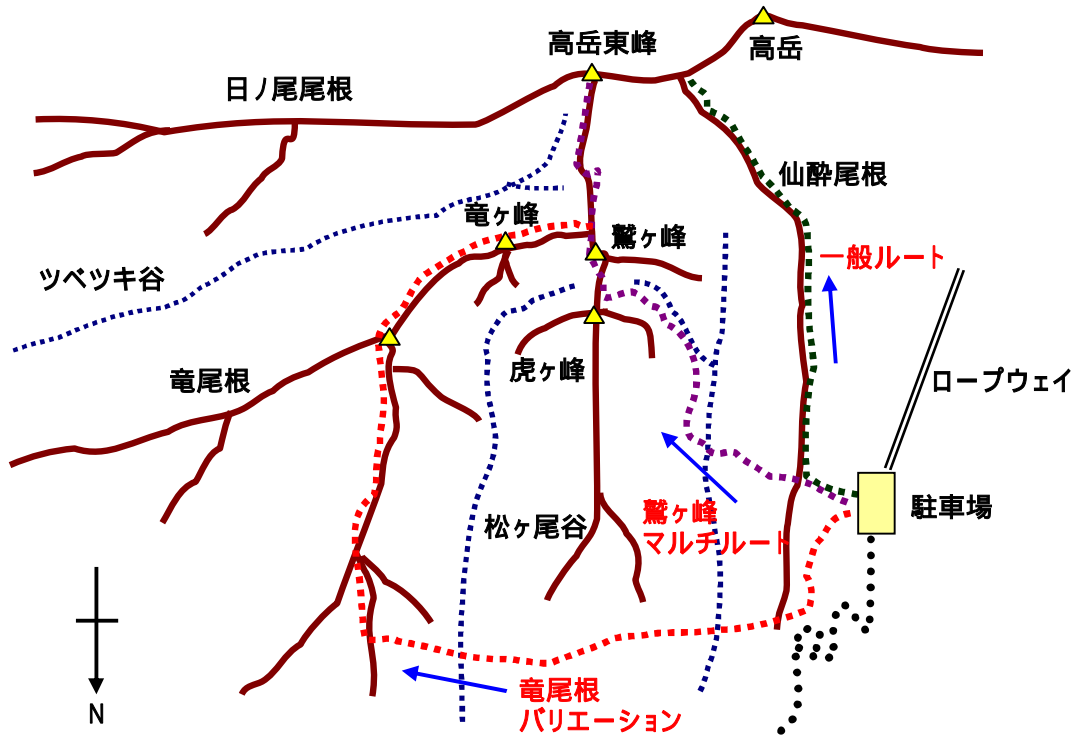 高岳東峰
高岳
日ノ尾尾根
仙酔尾根
竜ヶ峰
鷲ヶ峰
一般ルート
ツベツキ谷
虎ヶ峰
竜尾根
ロープウェイ
駐車場
鷲ヶ峰
マルチルート
松ヶ尾谷
竜尾根
バリエーション
N